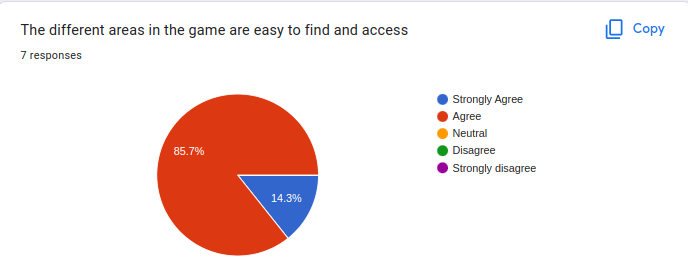 The different areas in the game are easy to find and access
Copy
7 responses
Strongly Agree
Agree
Neutral
Disagree
Strongly disagree
85.7%
14.3%